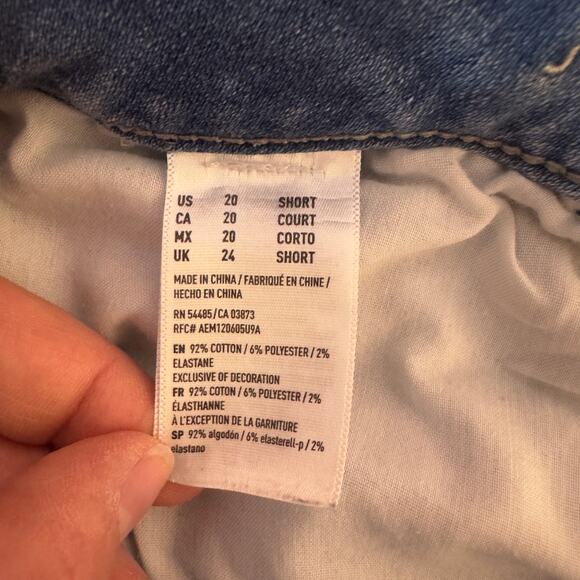 US 20 SHORT
CA 20 COURT
MX 20 CORTO
UK 24 SHORT
MADE IN CHINA / FABRIQUÉ EN CHINE /
HECHO EN CHINA
RN 54485/CA 03873
RFC# AEM120605U9A
EN 92% COTTON / 6% POLYESTER / 2%
ELASTANE
EXCLUSIVE OF DECORATION
FR 92% COTON / 6% POLYESTER / 2%
ÉLASTHANNE
À L'EXCEPTION DE LA GARNITURE
SP 92% algodón / 6% elasterell-p / 2%
elastano